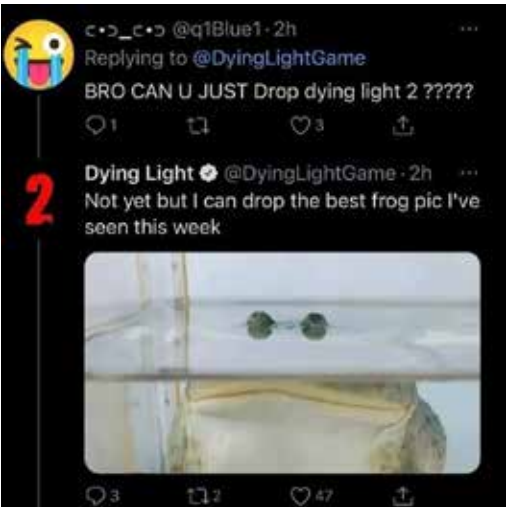 ᴄ•ɔ_ᴄ•ɔ @q1Blue1 · 2h
Replying to @DyingLightGame
BRO CAN U JUST Drop dying light 2 ?????
1 3
Dying Light @DyingLightGame · 2h
2
Not yet but I can drop the best frog pic I've
seen this week
3 2 47